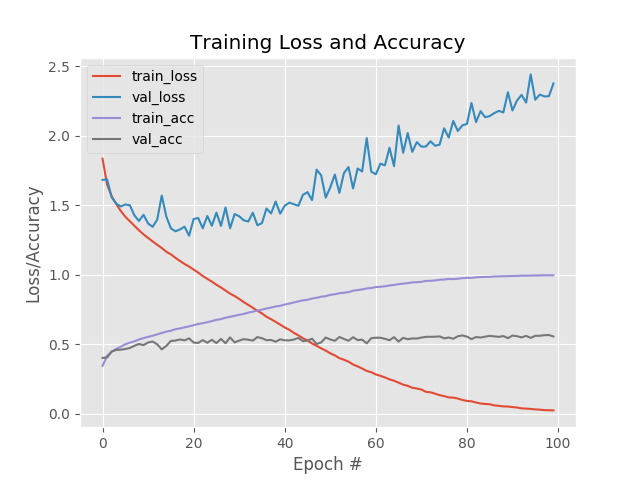 Training Loss and Accuracy
train_loss
val_loss
train_acc
val_acc
2.5
2.0
1.5
1.0
0.5
0.0
Loss/Accuracy
0 20 40 60 80 100
Epoch #